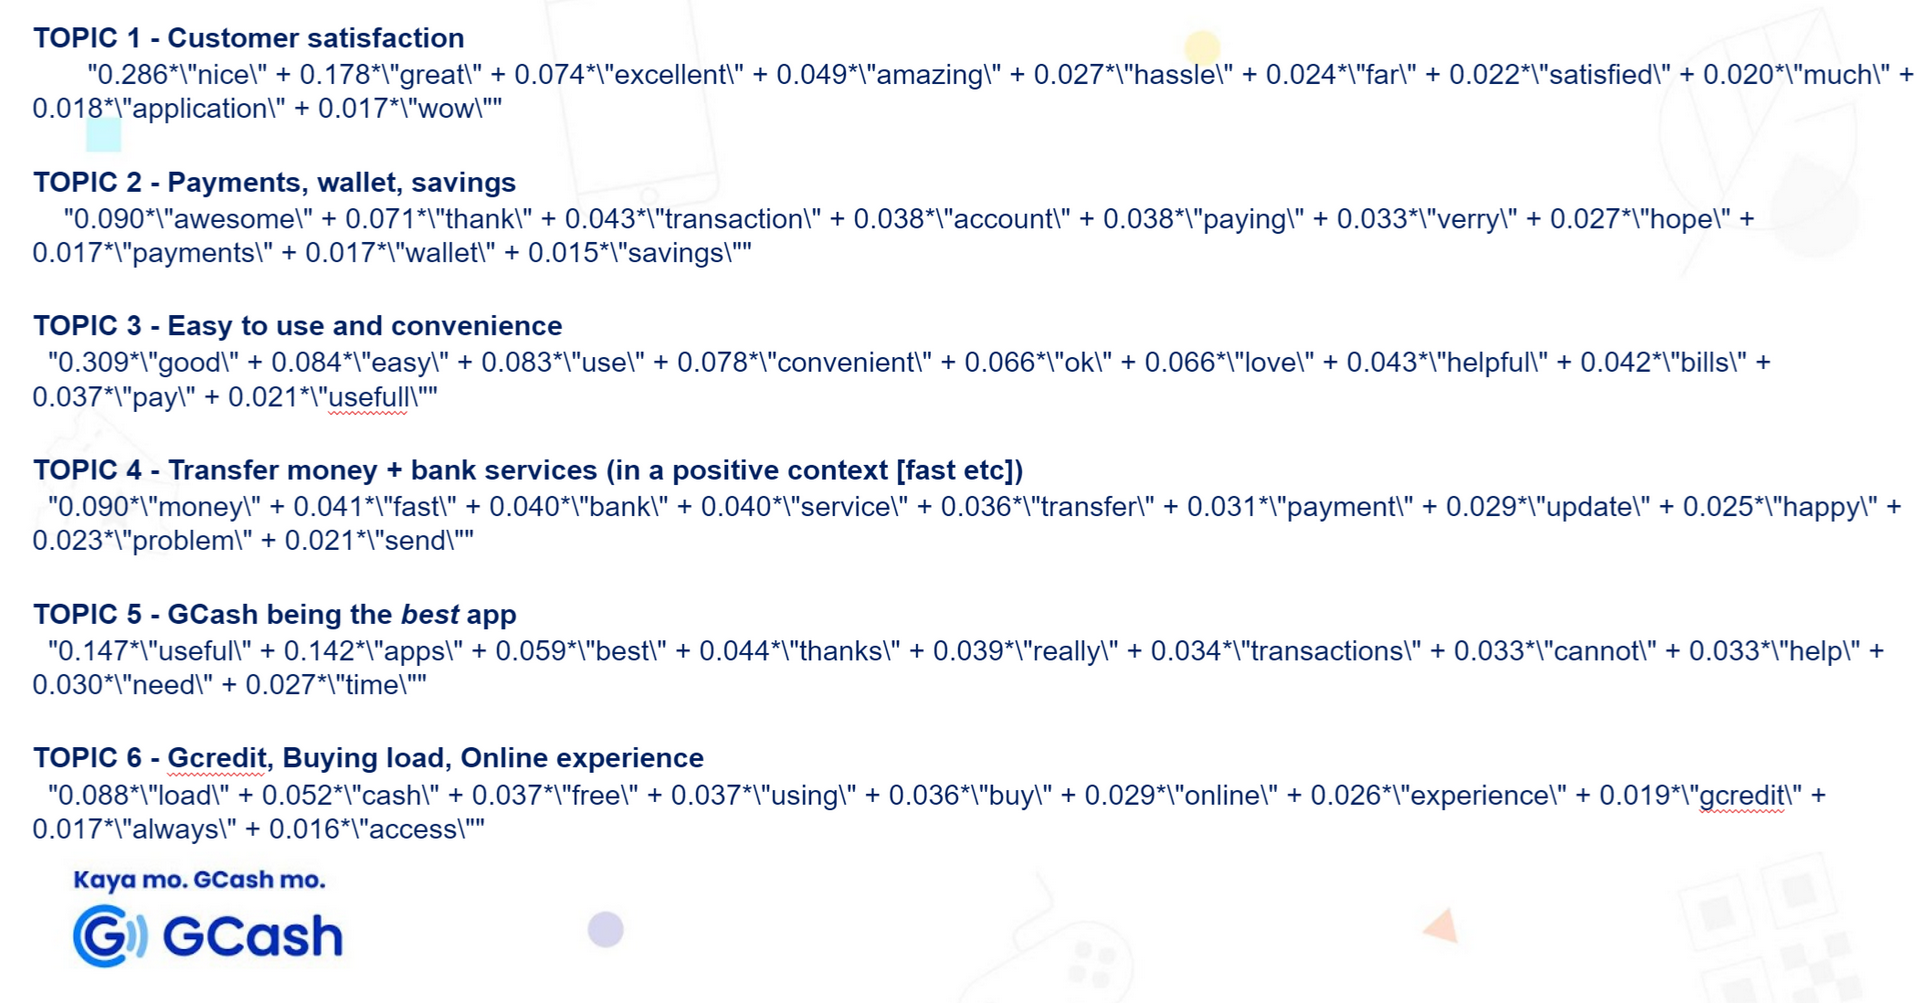 TOPIC 1 - Customer satisfaction
"0.286*\"nice\" + 0.178*\"great\" + 0.074*\"excellent\" + 0.049*\"amazing\" + 0.027*\"hassle\" + 0.024*\"far\" + 0.022*\"satisfied\" + 0.020*\"much\" +
0.018*\"application\" + 0.017*\"wow\""
TOPIC 2 - Payments, wallet, savings
"0.090*\"awesome\" + 0.071*\"thank\" + 0.043*\"transaction\" + 0.038*\"account\" + 0.038*\"paying\" + 0.033*\"verry\" + 0.027*\"hope\" +
0.017*\"payments\" + 0.017*\"wallet\" + 0.015*\"savings\""
TOPIC 3 - Easy to use and convenience
"0.309*\"good\" + 0.084*\"easy\" + 0.083*\"use\" + 0.078*\"convenient\" + 0.066*\"ok\" + 0.066*\"love\" + 0.043*\"helpful\" + 0.042*\"bills\" +
0.037*\"pay\" + 0.021*\"usefull\""
TOPIC 4 - Transfer money + bank services (in a positive context [fast etc])
"0.090*\"money\" + 0.041*\"fast\" + 0.040*\"bank\" + 0.040*\"service\" + 0.036*\"transfer\" + 0.031*\"payment\" + 0.029*\"update\" + 0.025*\"happy\" +
0.023*\"problem\" + 0.021*\"send\""
TOPIC 5 - GCash being the best app
"0.147*\"useful\" + 0.142*\"apps\" + 0.059*\"best\" + 0.044*\"thanks\" + 0.039*\"really\" + 0.034*\"transactions\" + 0.033*\"cannot\" + 0.033*\"help\" +
0.030*\"need\" + 0.027*\"time\""
TOPIC 6 - Gcredit, Buying load, Online experience
"0.088*\"load\" + 0.052*\"cash\" + 0.037*\"free\" + 0.037*\"using\" + 0.036*\"buy\" + 0.029*\"online\" + 0.026*\"experience\" + 0.019*\"gcredit\" +
0.017*\"always\" + 0.016*\"access\""
Kaya mo. GCash mo.
GCash